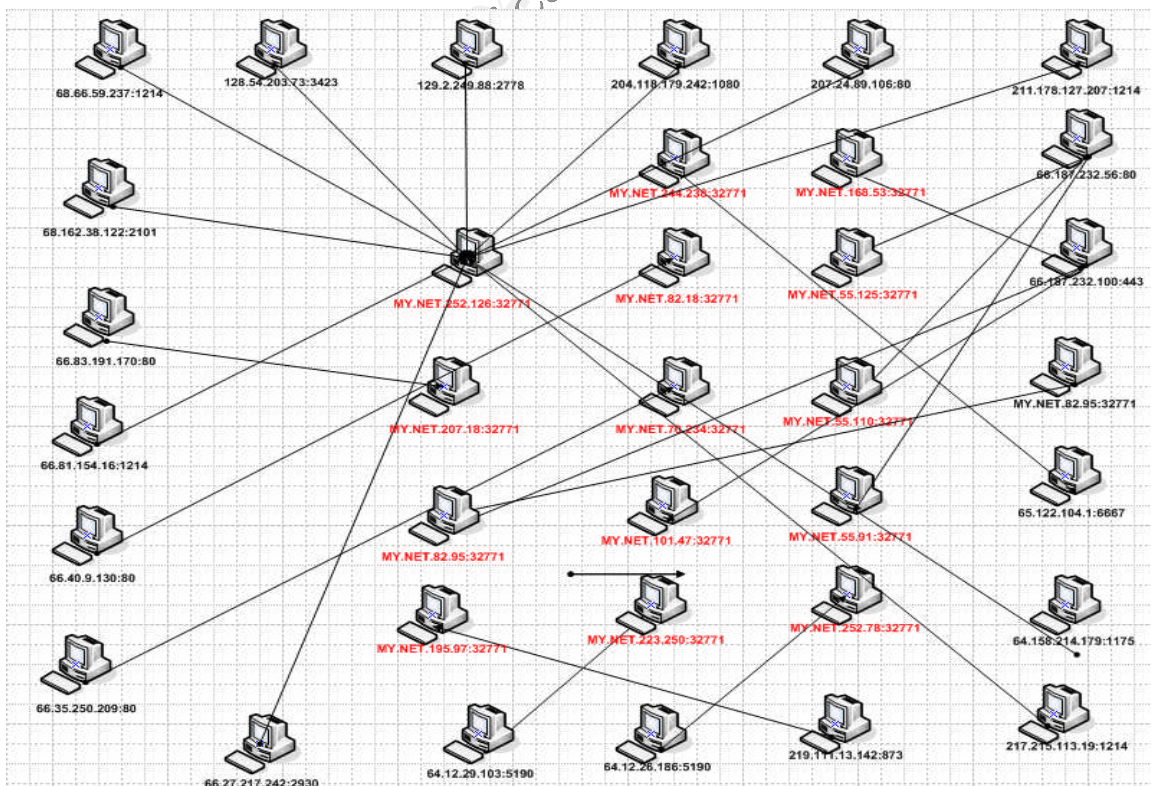 68.66.59.237:1214
128.54.203.73:3423
129.2.249.88:2778
204.118.179.242:1080
207.24.89.106:80
211.178.127.207:1214
MY.NET.244.238:32771
MY.NET.168.53:32771
66.187.232.56:80
68.162.38.122:2101
MY.NET.252.126:32771
MY.NET.82.18:32771
MY.NET.55.125:32771
66.187.232.100:443
66.83.191.170:80
MY.NET.207.18:32771
MY.NET.70.234:32771
MY.NET.55.110:32771
MY.NET.82.95:32771
66.81.154.16:1214
65.122.104.1:6667
MY.NET.82.95:32771
MY.NET.101.47:32771
MY.NET.55.91:32771
66.40.9.130:80
MY.NET.195.97:32771
MY.NET.223.250:32771
MY.NET.252.78:32771
64.158.214.179:1175
66.35.250.209:80
66.27.217.242:2930
64.12.29.103:5190
64.12.26.186:5190
219.111.13.142:873
217.215.113.19:1214